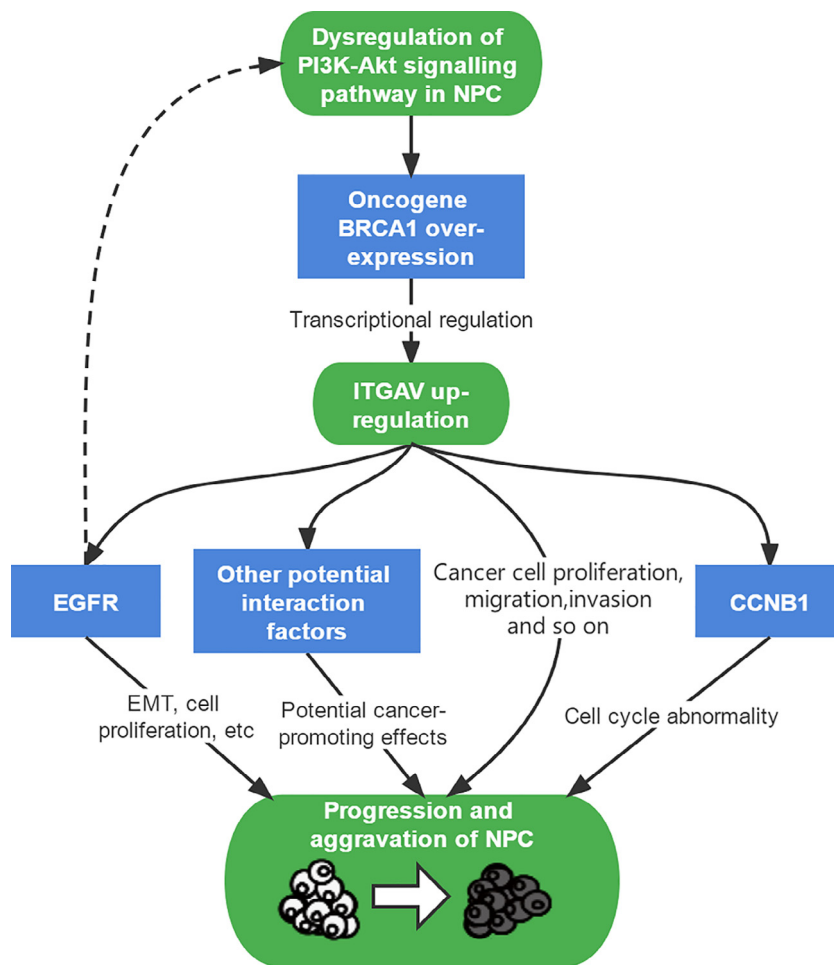 Dysregulation of
PI3K-Akt signalling
pathway in NPC
Oncogene
BRCA1 over-
expression
Transcriptional regulation
ITGAV up-
regulation
EGFR
Other potential
interaction
factors
Cancer cell proliferation,
migration,invasion
and so on
CCNB1
EMT, cell
proliferation, etc
Potential cancer-
promoting effects
Cell cycle abnormality
Progression and
aggravation of NPC